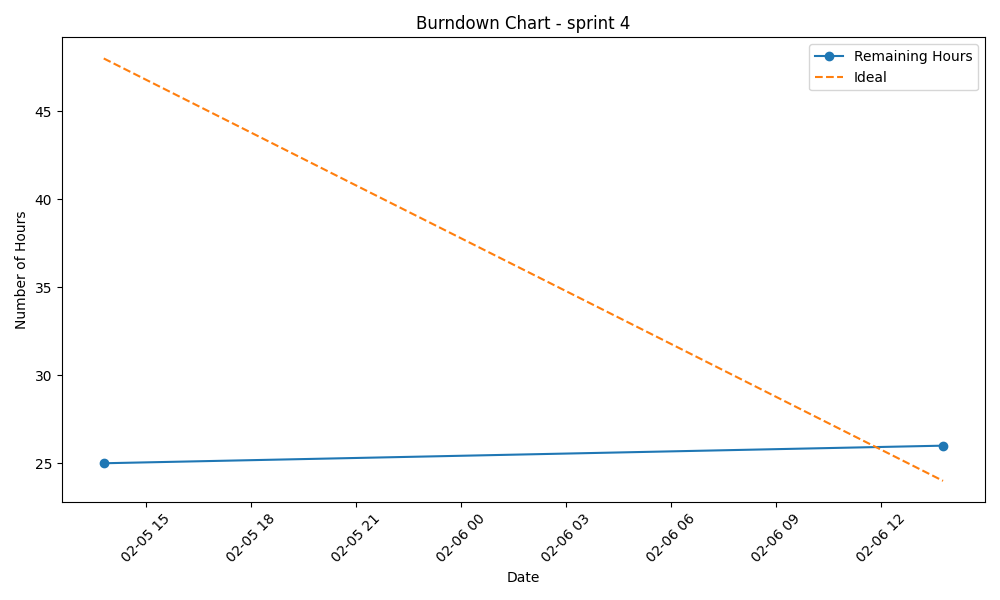 Burndown Chart - sprint 4
Remaining Hours
Ideal
Number of Hours
45
40
35
30
25
02-05 15
02-05 18
02-05 21
02-06 00
02-06 03
02-06 06
02-06 09
02-06 12
Date